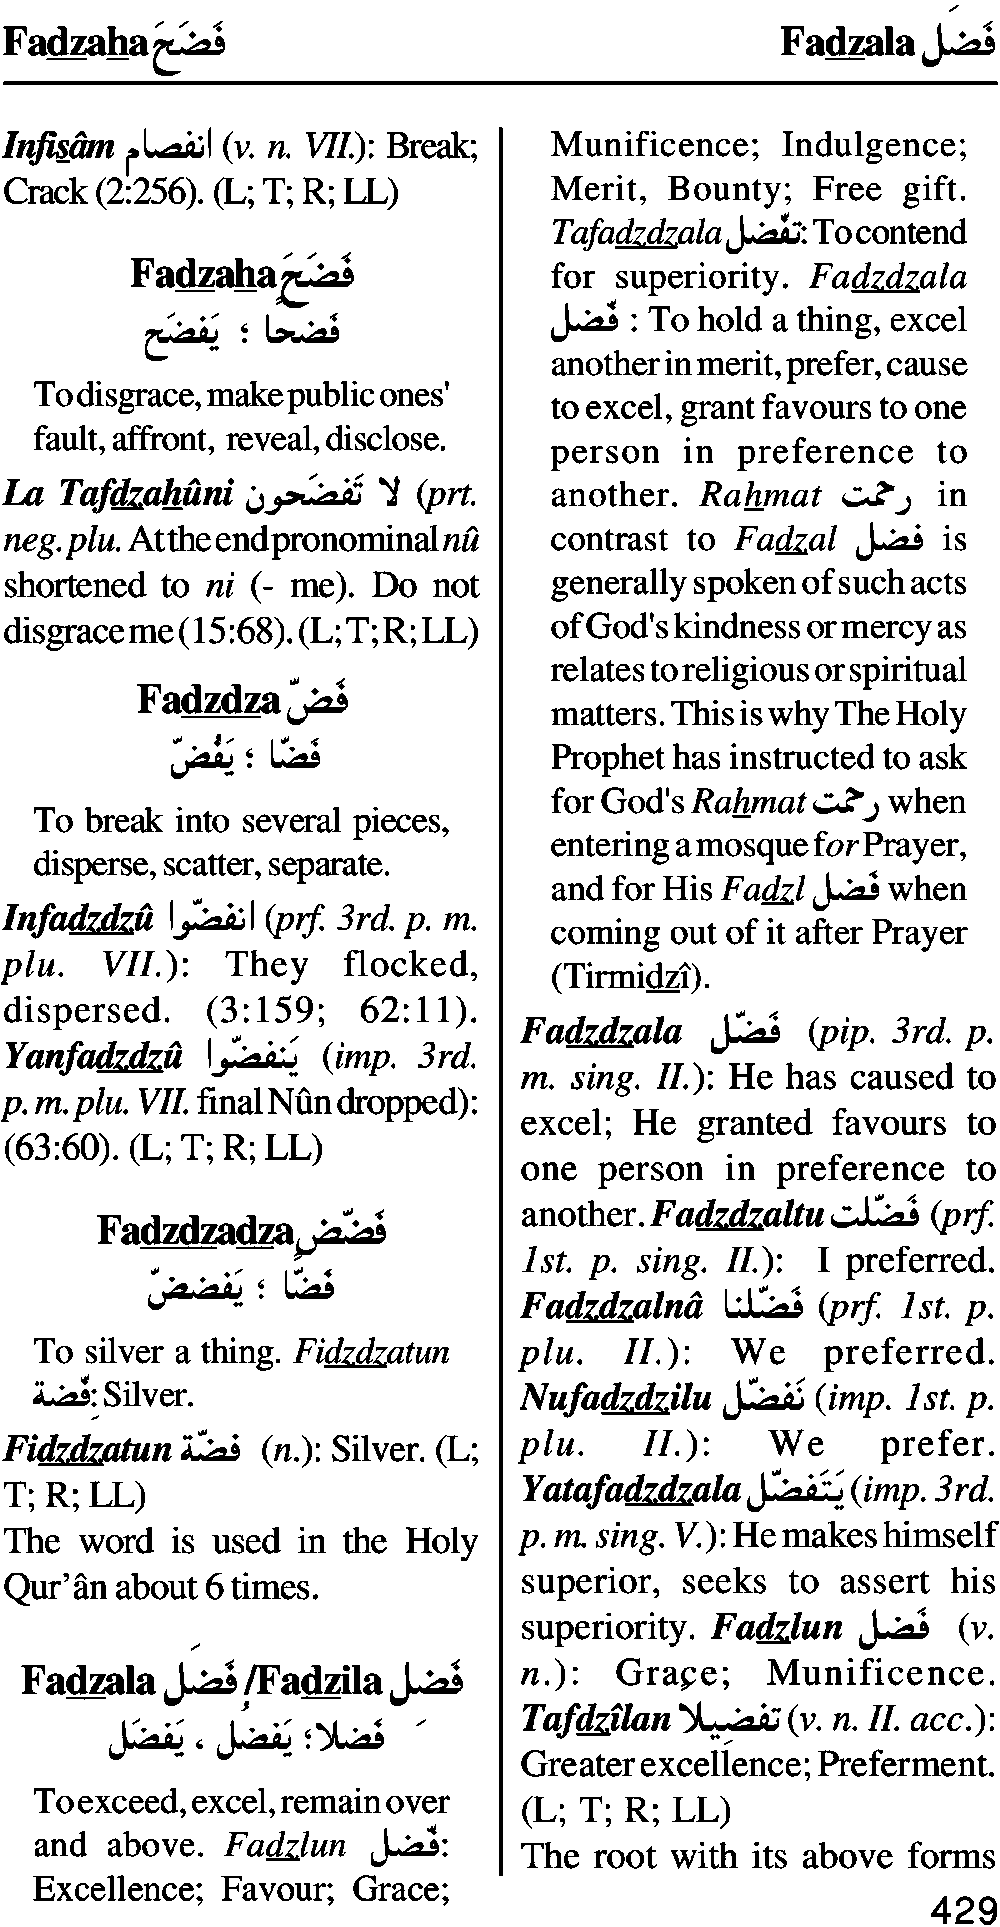 Fadzaha فَضَحَ
Fadzala فَضَل
Infisâm انفصام (v. n. VII.): Break;
Crack (2:256). (L; T; R; LL)
Fadzaha فَضَحَ
فَضحا ؛ يَفضَح
To disgrace, make public ones'
fault, affront, reveal, disclose.
La Tafdzahûni لا تَفضَحون (prt.
neg. plu. At the end pronominal nû
shortened to ni (- me). Do not
disgrace me (15:68). (L; T; R; LL)
Fadzdza فَضّ
فَضّا ؛ يَفُضّ
To break into several pieces,
disperse, scatter, separate.
Infadzdzû انفضّوا (prf. 3rd. p. m.
plu. VII.): They flocked,
dispersed. (3:159; 62:11).
Yanfadzdzû يَنفضّوا (imp. 3rd.
p. m. plu. VII. final Nûn dropped):
(63:60). (L; T; R; LL)
Fadzdzadza فَضّض
فَضّا ؛ يَفضضّ
To silver a thing. Fidzdzatun
فِضة: Silver.
Fidzdzatun فضّة (n.): Silver. (L;
T; R; LL)
The word is used in the Holy
Qur'ân about 6 times.
Fadzala فَضَل /Fadzila فَضِل
فَضلا؛ يَفضل ، يَفضَل
To exceed, excel, remain over
and above. Fadzlun فَضل:
Excellence; Favour; Grace;
Munificence; Indulgence;
Merit, Bounty; Free gift.
Tafadzdzala تفّضل: To contend
for superiority. Fadzdzala
فّضل : To hold a thing, excel
another in merit, prefer, cause
to excel, grant favours to one
person in preference to
another. Rahmat رحمت in
contrast to Fadzal فضل is
generally spoken of such acts
of God's kindness or mercy as
relates to religious or spiritual
matters. This is why The Holy
Prophet has instructed to ask
for God's Rahmat رحمت when
entering a mosque for Prayer,
and for His Fadzl فضل when
coming out of it after Prayer
(Tirmidzî).
Fadzdzala فَضّل (pip. 3rd. p.
m. sing. II.): He has caused to
excel; He granted favours to
one person in preference to
another. Fadzdzaltu فَضّلت (prf.
1st. p. sing. II.): I preferred.
Fadzdzalnâ فَضّلنا (prf. 1st. p.
plu. II.): We preferred.
Nufadzdzilu نَفضّل (imp. 1st. p.
plu. II.): We prefer.
Yatafadzdzala يَتَفضّل (imp. 3rd.
p. m. sing. V.): He makes himself
superior, seeks to assert his
superiority. Fadzlun فَضل (v.
n.): Grace; Munificence.
Tafdzîlan تفضِيلا (v. n. II. acc.):
Greater excellence; Preferment.
(L; T; R; LL)
The root with its above forms
429